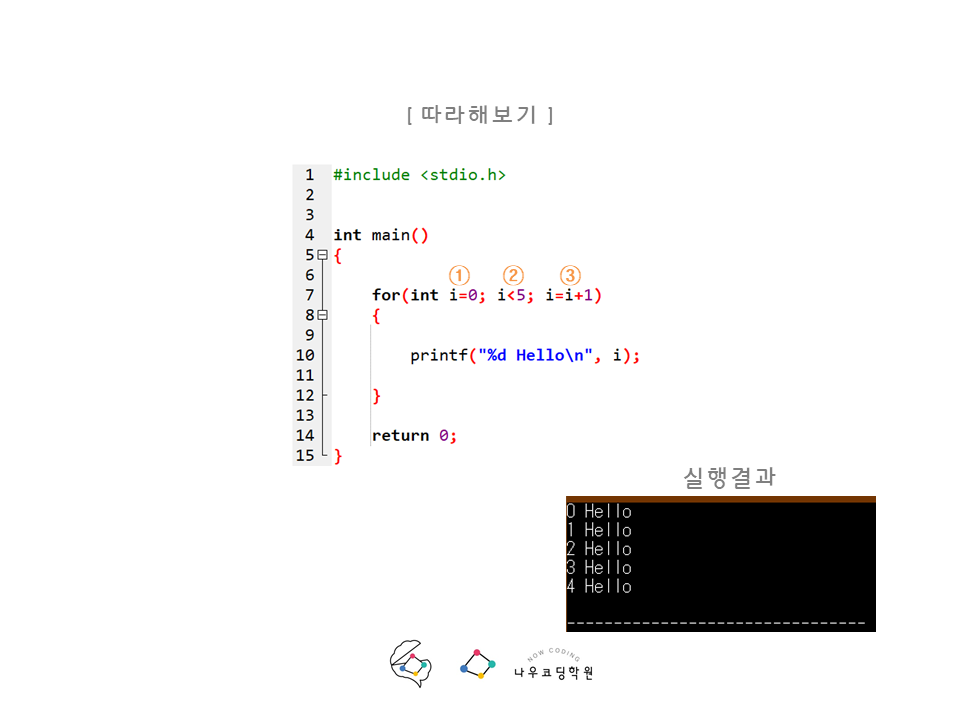 [ 따라해보기 ]
1 #include <stdio.h>
2
3
4 int main()
5 {
6 ① ② ③
7 for(int i=0; i<5; i=i+1)
8 {
9
10 printf("%d Hello\n", i);
11
12 }
13
14 return 0;
15 }
실행결과
0 Hello
1 Hello
2 Hello
3 Hello
4 Hello
--------------------------------
NOW CODING
나우코딩학원